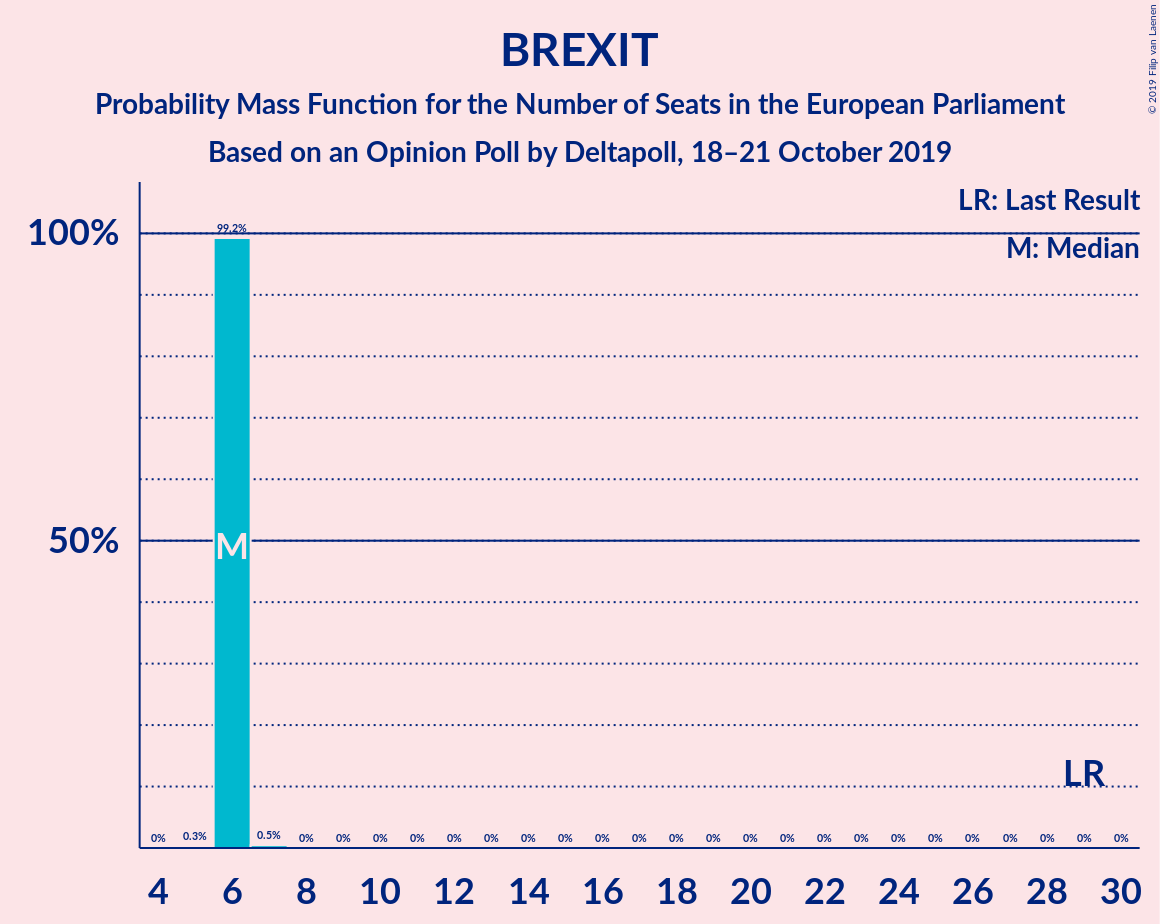 BREXIT
Probability Mass Function for the Number of Seats in the European Parliament
Based on an Opinion Poll by Deltapoll, 18–21 October 2019
© 2019 Filip van Laenen
LR: Last Result
M: Median
100%
50%
99.2%
M
LR
0% 0.3% 0.5% 0% 0% 0% 0% 0% 0% 0% 0% 0% 0% 0% 0% 0% 0% 0% 0% 0% 0% 0% 0% 0% 0% 0%
4 6 8 10 12 14 16 18 20 22 24 26 28 30